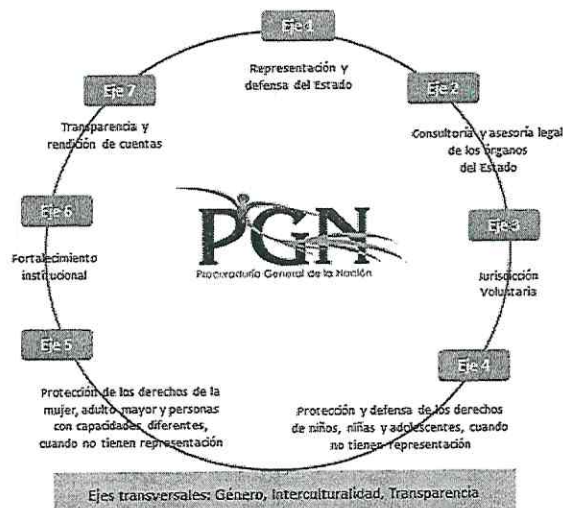 Eje 1
Representación y
defensa del Estado
Eje 2
Consultoría y asesoría legal
de los órganos
del Estado
Eje 3
Jurisdicción
Voluntaria
Eje 4
Protección y defensa de los derechos
de niños, niñas y adolescentes, cuando
no tienen representación
Eje 5
Protección de los derechos de la
mujer, adulto mayor y personas
con capacidades diferentes,
cuando no tienen representación
Eje 6
Fortalecimiento
institucional
Eje 7
Transparencia y
rendición de cuentas
PGN
Procuraduría General de la Nación
Ejes transversales: Género, Interculturalidad, Transparencia